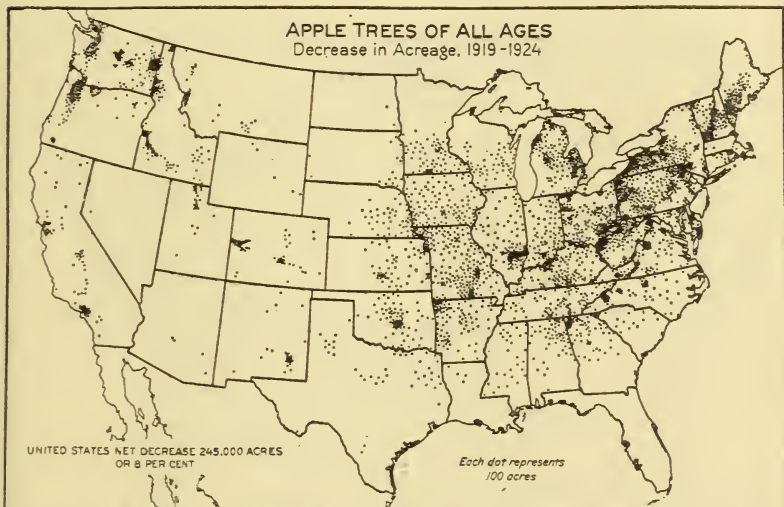 APPLE TREES OF ALL AGES
Decrease in Acreage, 1919-1924
UNITED STATES NET DECREASE 245,000 ACRES
OR 8 PER CENT
Each dot represents
100 acres